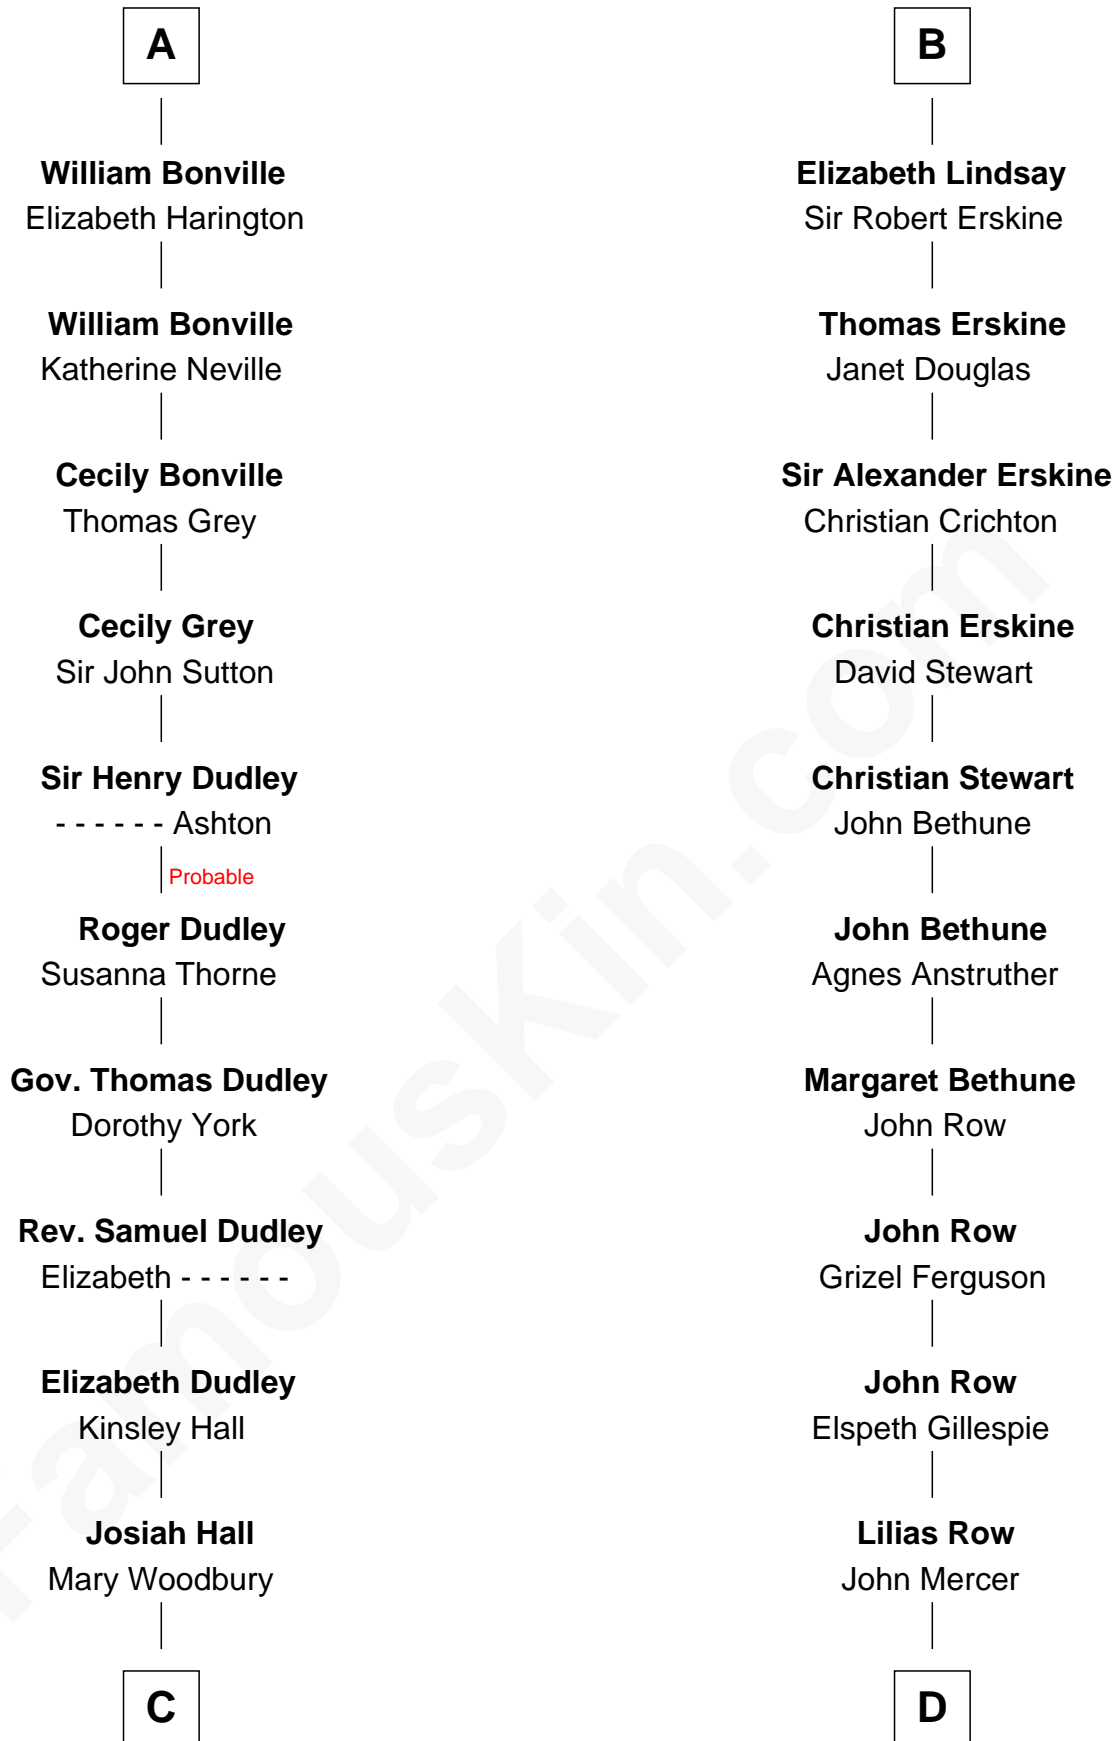 A
William Bonville
Elizabeth Harington
William Bonville
Katherine Neville
Cecily Bonville
Thomas Grey
Cecily Grey
Sir John Sutton
Sir Henry Dudley
- - - - - - Ashton
Probable
Roger Dudley
Susanna Thorne
Gov. Thomas Dudley
Dorothy York
Rev. Samuel Dudley
Elizabeth - - - - - -
Elizabeth Dudley
Kinsley Hall
Josiah Hall
Mary Woodbury
C
B
Elizabeth Lindsay
Sir Robert Erskine
Thomas Erskine
Janet Douglas
Sir Alexander Erskine
Christian Crichton
Christian Erskine
David Stewart
Christian Stewart
John Bethune
John Bethune
Agnes Anstruther
Margaret Bethune
John Row
John Row
Grizel Ferguson
John Row
Elspeth Gillespie
Lilias Row
John Mercer
D
FamousKin.com